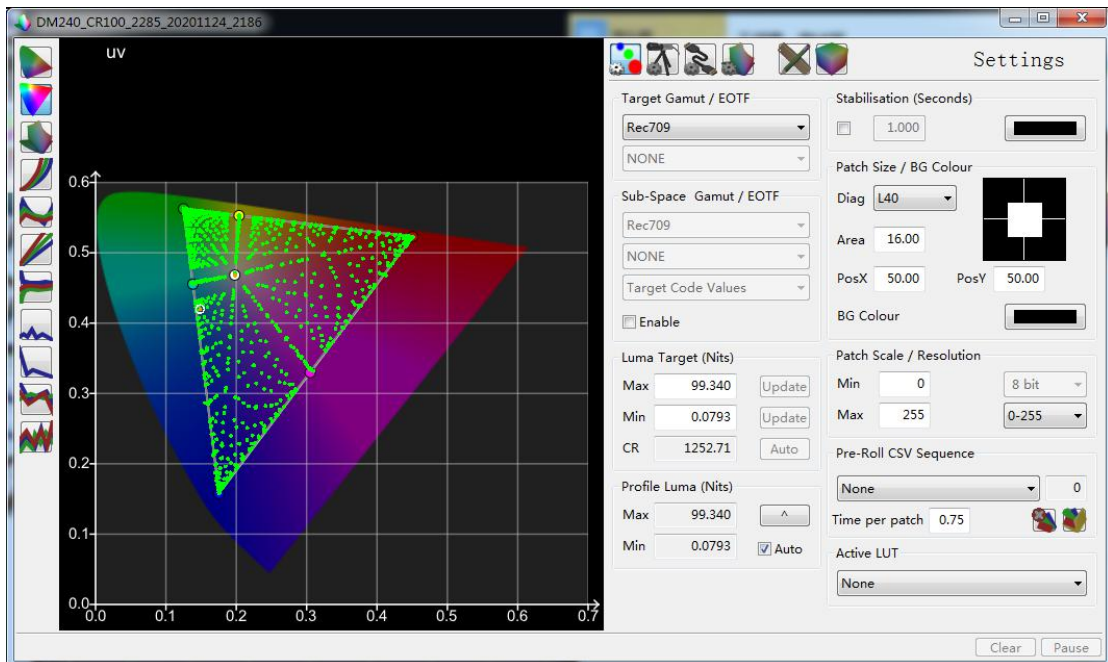 DM240_CR100_2285_20201124_2186
uv
0.6
0.5
0.4
0.3
0.2
0.1
0.0
0.0 0.1 0.2 0.3 0.4 0.5 0.6 0.7
Settings
Target Gamut / EOTF
Rec709
NONE
Sub-Space Gamut / EOTF
Rec709
NONE
Target Code Values
Enable
Luma Target (Nits)
Max 99.340 Update
Min 0.0793 Update
CR 1252.71 Auto
Profile Luma (Nits)
Max 99.340 ^
Min 0.0793 Auto
Stabilisation (Seconds)
1.000
Patch Size / BG Colour
Diag L40
Area 16.00
PosX 50.00 PosY 50.00
BG Colour
Patch Scale / Resolution
Min 0 8 bit
Max 255 0-255
Pre-Roll CSV Sequence
None 0
Time per patch 0.75
Active LUT
None
Clear Pause